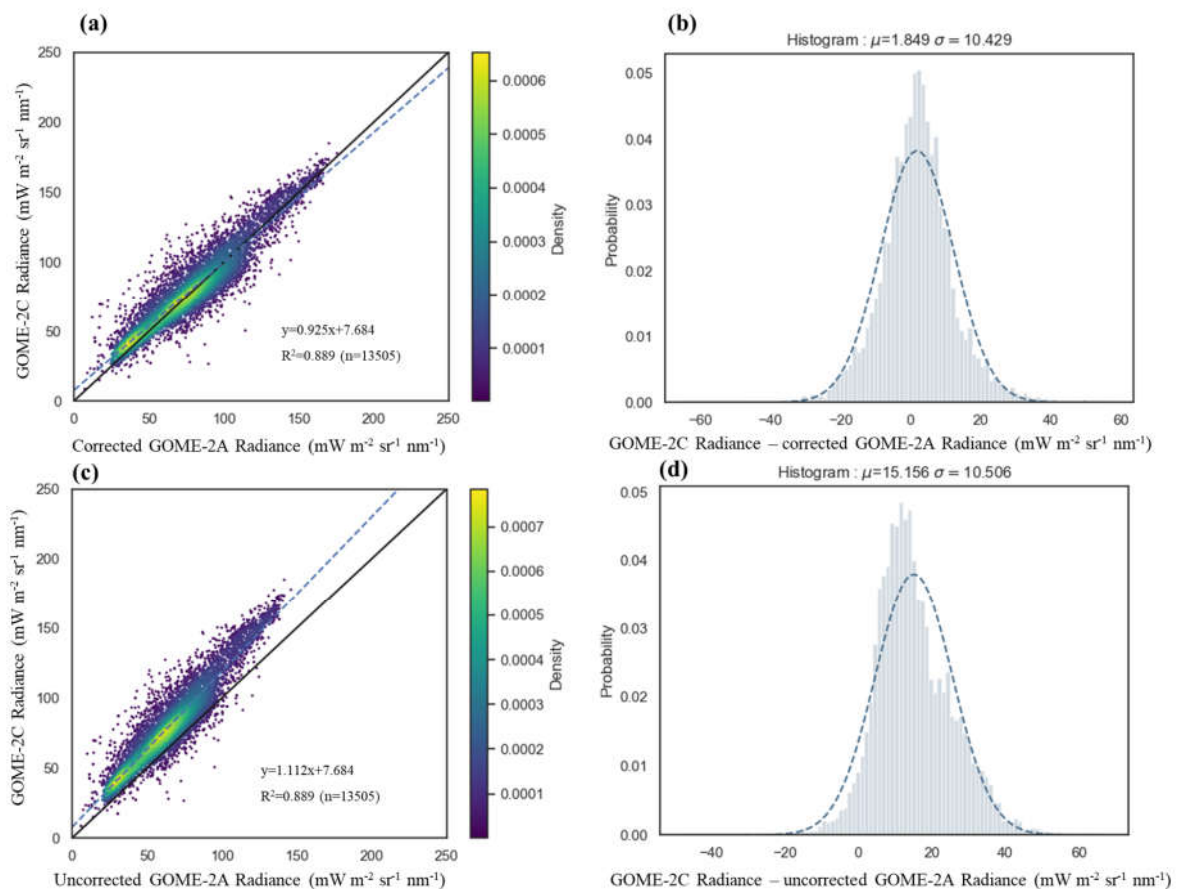 (a)
GOME-2C Radiance (mW m⁻² sr⁻¹ nm⁻¹)
250
200
150
100
50
0
0 50 100 150 200 250
Corrected GOME-2A Radiance (mW m⁻² sr⁻¹ nm⁻¹)
y=0.925x+7.684
R²=0.889 (n=13505)
0.0006
0.0005
0.0004
0.0003
0.0002
0.0001
Density
(b)
Histogram : μ=1.849 σ = 10.429
Probability
0.05
0.04
0.03
0.02
0.01
0.00
−60 −40 −20 0 20 40 60
GOME-2C Radiance – corrected GOME-2A Radiance (mW m⁻² sr⁻¹ nm⁻¹)
(c)
GOME-2C Radiance (mW m⁻² sr⁻¹ nm⁻¹)
250
200
150
100
50
0
0 50 100 150 200 250
Uncorrected GOME-2A Radiance (mW m⁻² sr⁻¹ nm⁻¹)
y=1.112x+7.684
R²=0.889 (n=13505)
0.0007
0.0006
0.0005
0.0004
0.0003
0.0002
0.0001
Density
(d)
Histogram : μ=15.156 σ = 10.506
Probability
0.05
0.04
0.03
0.02
0.01
0.00
−40 −20 0 20 40 60
GOME-2C Radiance – uncorrected GOME-2A Radiance (mW m⁻² sr⁻¹ nm⁻¹)